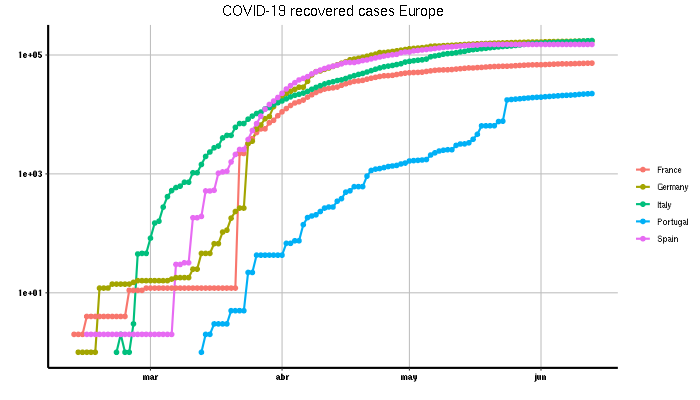 COVID-19 recovered cases Europe
1e+05
1e+03
1e+01
mar
abr
may
jun
France
Germany
Italy
Portugal
Spain